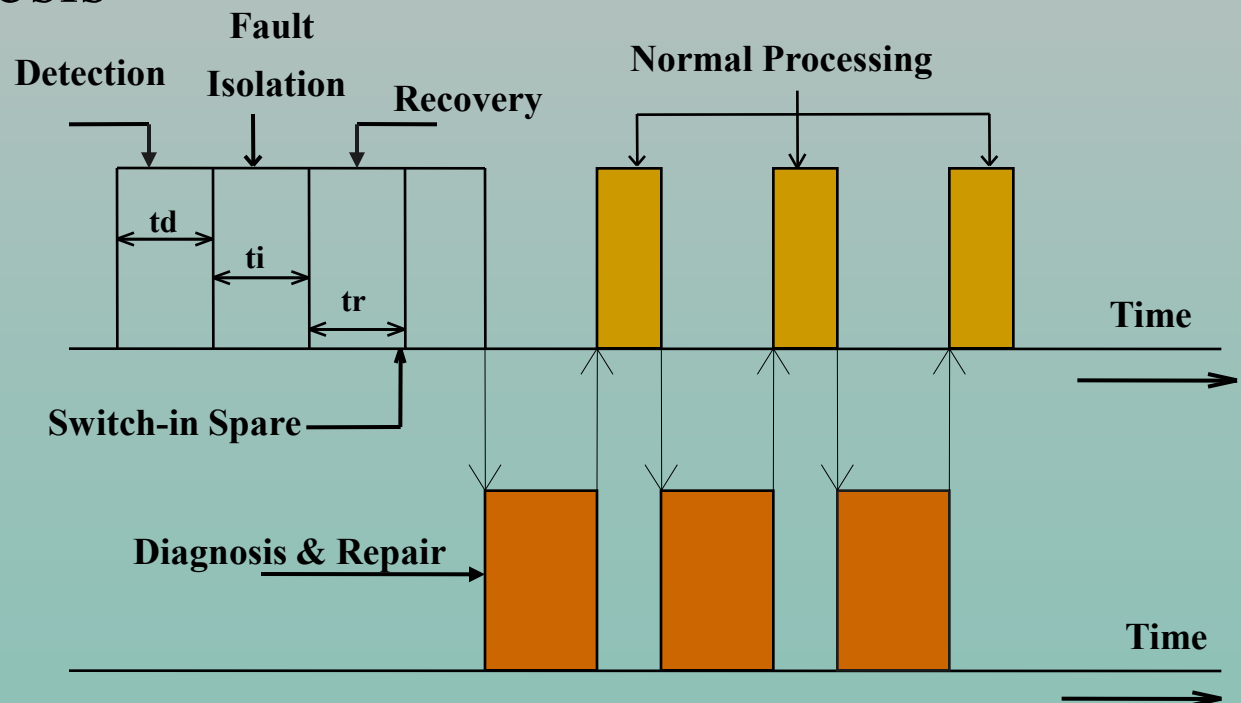 Fault
Detection
Isolation
Recovery
Normal Processing
td
ti
tr
Time
Switch-in Spare
Diagnosis & Repair
Time